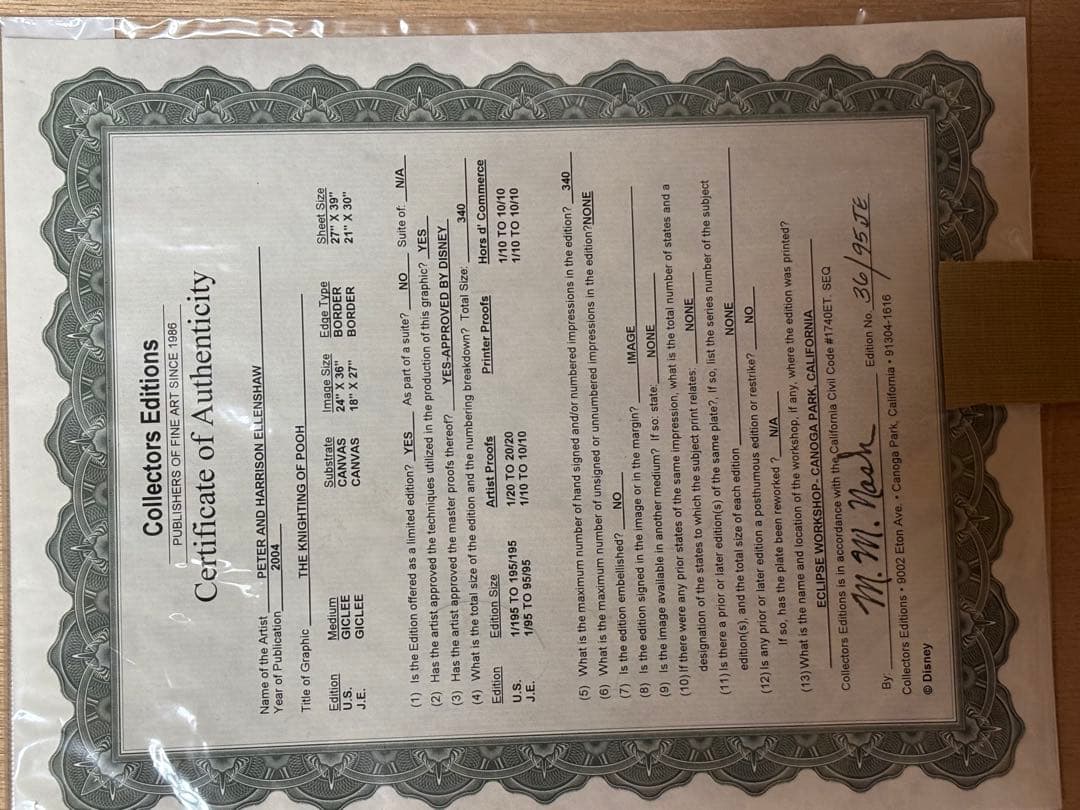 Collectors Editions
PUBLISHERS OF FINE ART SINCE 1986
Certificate of Authenticity
Name of the Artist PETER AND HARRISON ELLENSHAW
Year of Publication 2004
Title of Graphic THE KNIGHTING OF POOH
Edition Medium Substrate Image Size Edge Type Sheet Size
U.S. GICLEE CANVAS 24" X 36" BORDER 27" X 39"
J.E. GICLEE CANVAS 18" X 27" BORDER 21" X 30"
(1) Is the Edition offered as a limited edition? YES As part of a suite? NO Suite of: N/A
(2) Has the artist approved the techniques utilized in the production of this graphic? YES
(3) Has the artist approved the master proofs thereof? YES-APPROVED BY DISNEY
(4) What is the total size of the edition and the numbering breakdown? Total Size: 340
Edition Edition Size Artist Proofs Printer Proofs Hors d' Commerce
U.S. 1/195 TO 195/195 1/20 TO 20/20 1/10 TO 10/10
J.E. 1/95 TO 95/95 1/10 TO 10/10 1/10 TO 10/10
(5) What is the maximum number of hand signed and/or numbered impressions in the edition? 340
(6) What is the maximum number of unsigned or unnumbered impressions in the edition?NONE
(7) Is the edition embellished? NO
(8) Is the edition signed in the image or in the margin? IMAGE
(9) Is the image available in another medium? If so: state: NONE
(10) If there were any prior states of the same impression, what is the total number of states and a
designation of the states to which the subject print relates: NONE
(11) Is there a prior or later edition(s) of the same plate?, If so, list the series number of the subject
edition(s), and the total size of each edition NONE
(12) Is any prior or later edition a posthumous edition or restrike? NO
If so, has the plate been reworked ? N/A
(13) What is the name and location of the workshop, if any, where the edition was printed?
ECLIPSE WORKSHOP- CANOGA PARK, CALIFORNIA
Collectors Editions is in accordance with the California Civil Code #1740ET. SEQ
By: M. M. Nash Edition No. 36/95 JE
Collectors Editions • 9002 Eton Ave. • Canoga Park, California • 91304-1616
© Disney